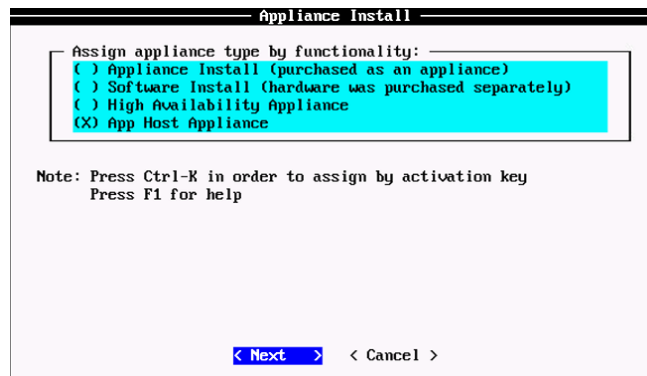 Appliance Install
Assign appliance type by functionality:
( ) Appliance Install (purchased as an appliance)
( ) Software Install (hardware was purchased separately)
( ) High Availability Appliance
(X) App Host Appliance
Note: Press Ctrl-K in order to assign by activation key
Press F1 for help
< Next > < Cancel >